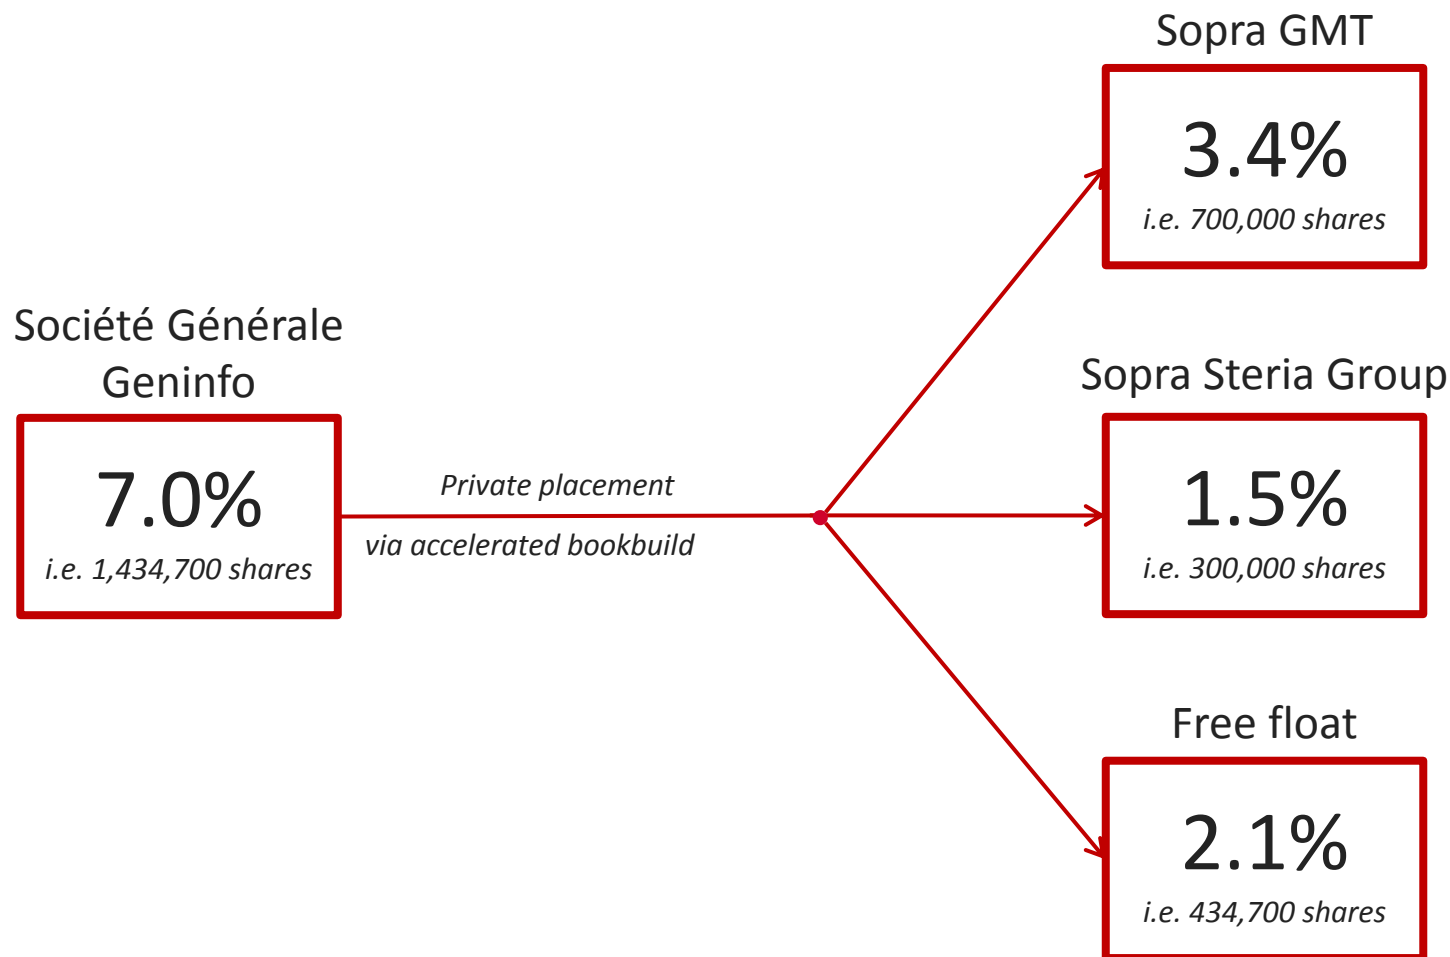 Société Générale
Geninfo
7.0%
i.e. 1,434,700 shares
Private placement
via accelerated bookbuild
Sopra GMT
3.4%
i.e. 700,000 shares
Sopra Steria Group
1.5%
i.e. 300,000 shares
Free float
2.1%
i.e. 434,700 shares